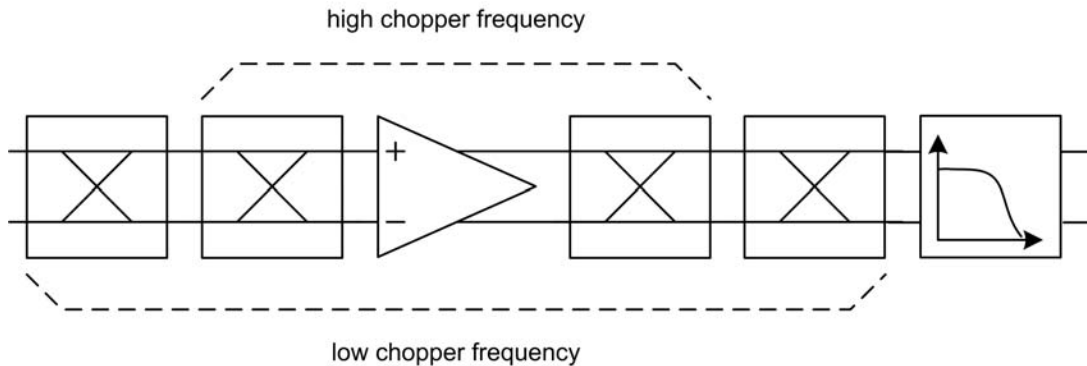 high chopper frequency
+
−
low chopper frequency